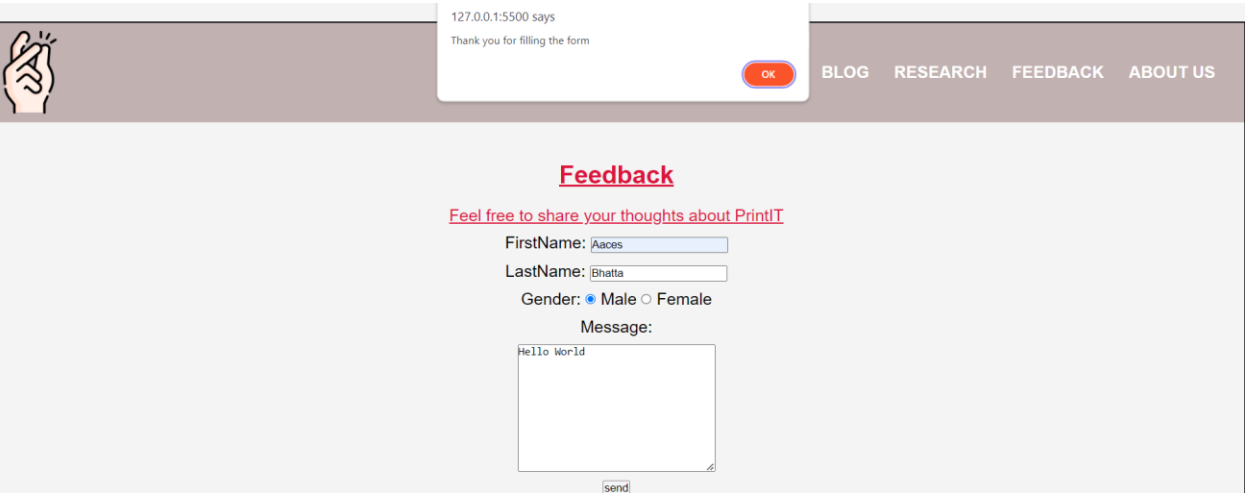 127.0.0.1:5500 says
Thank you for filling the form
OK
BLOG RESEARCH FEEDBACK ABOUT US
Feedback
Feel free to share your thoughts about PrintIT
FirstName: Aaces
LastName: Bhatta
Gender: Male Female
Message:
Hello World
send